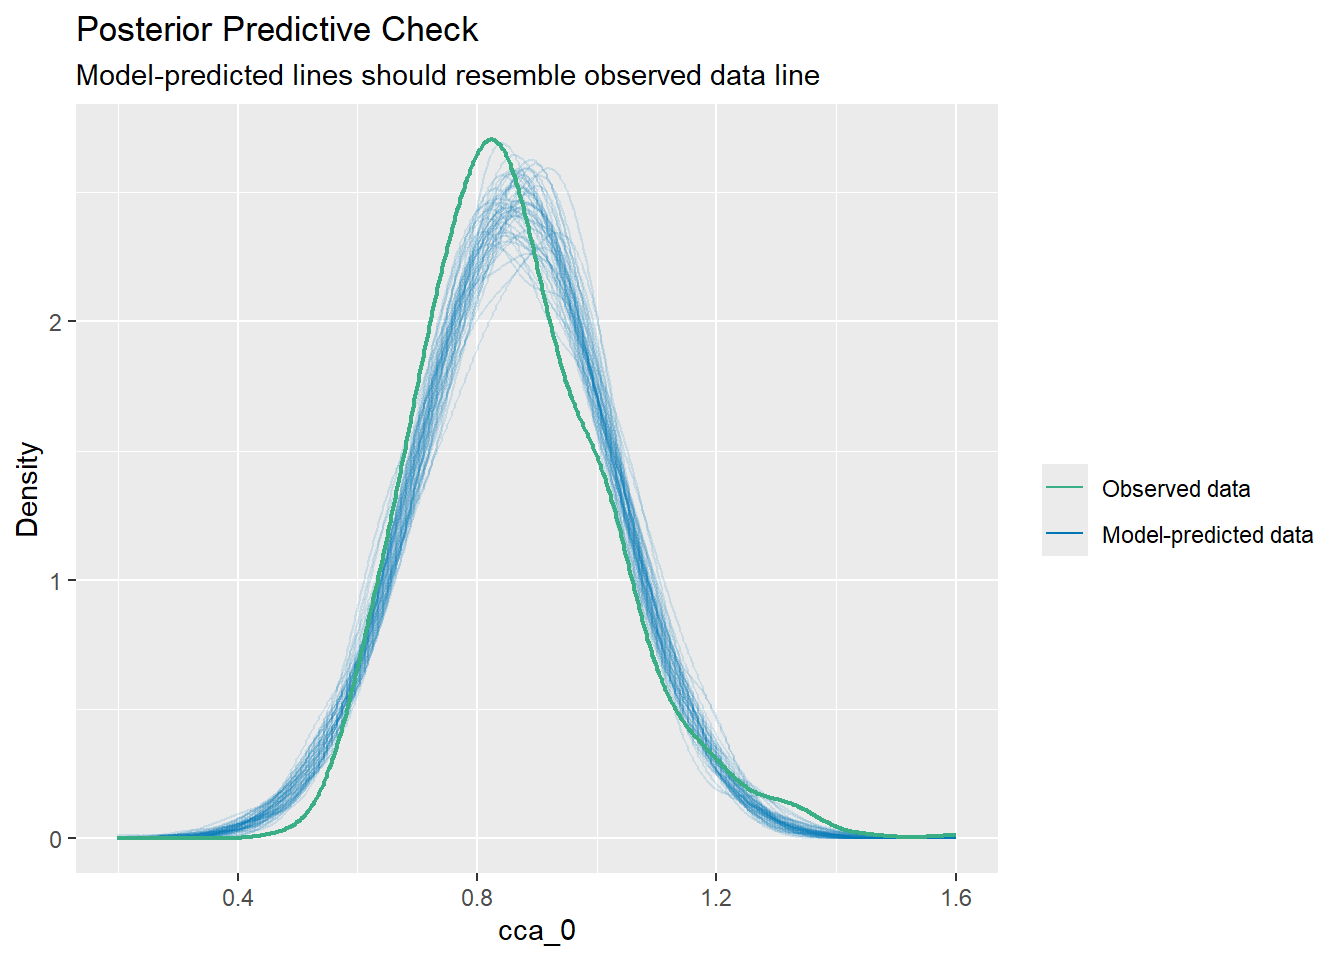 Posterior Predictive Check
Model-predicted lines should resemble observed data line
Density
2
1
0
0.4
0.8
1.2
1.6
cca_0
Observed data
Model-predicted data